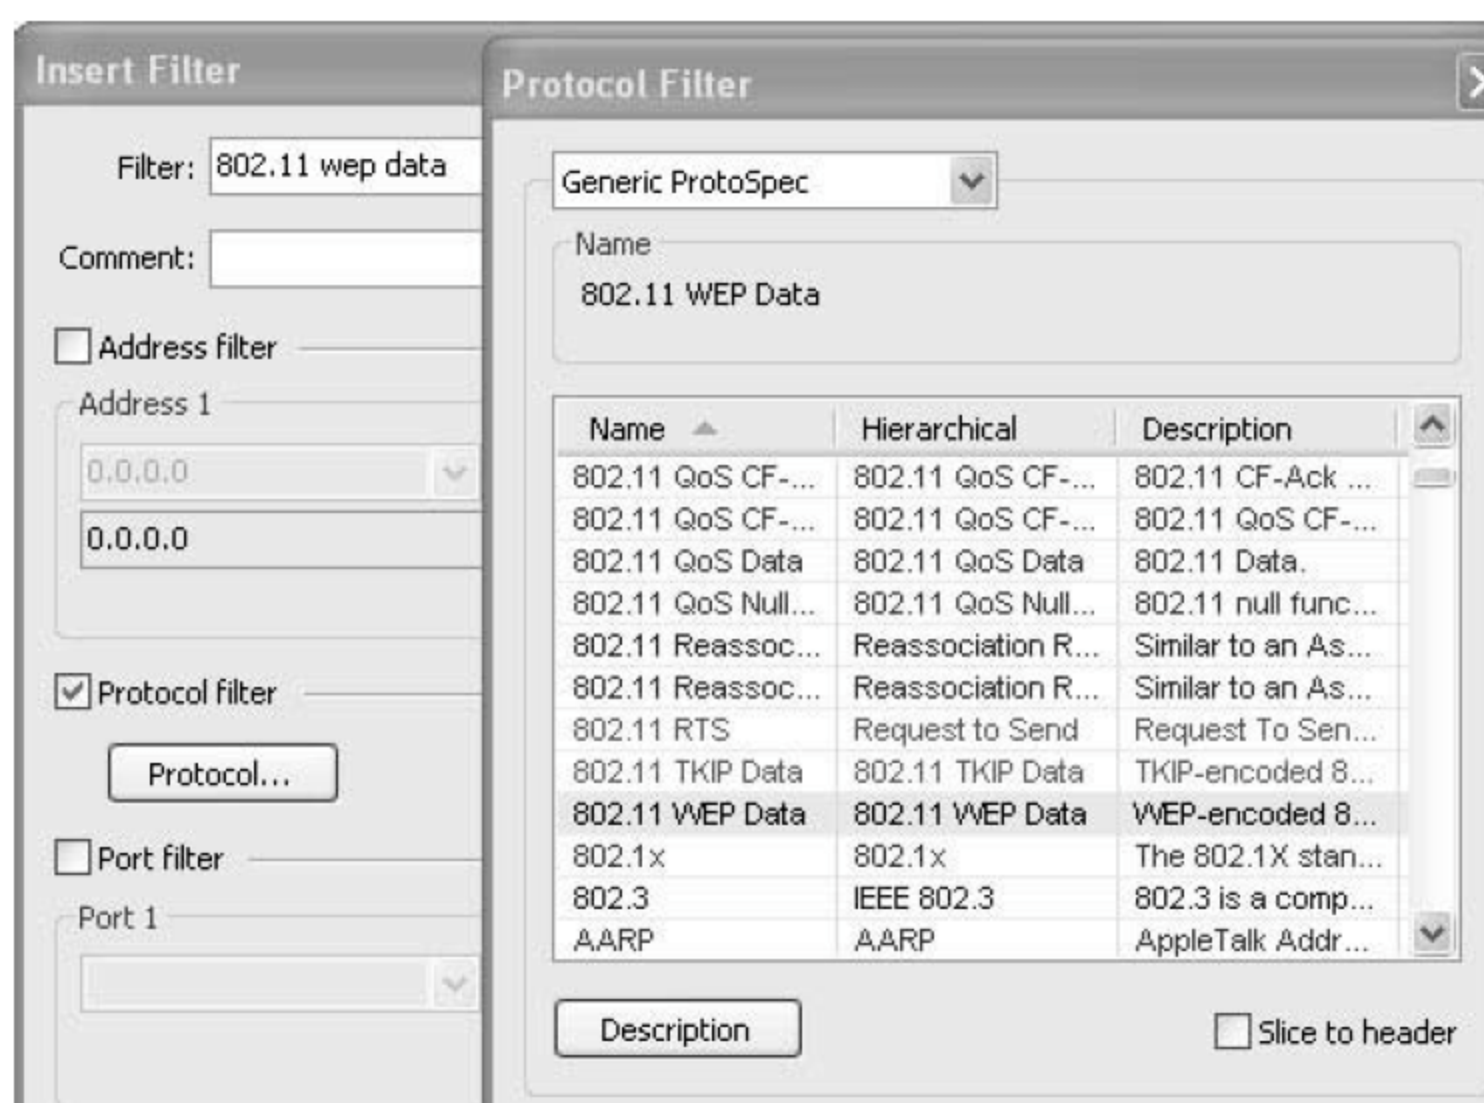 Insert Filter
Filter: 802.11 wep data
Comment:
Address filter
Address 1
0.0.0.0
0.0.0.0
Protocol filter
Protocol...
Port filter
Port 1
Protocol Filter
Generic ProtoSpec
Name
802.11 WEP Data
Name Hierarchical Description
802.11 QoS CF-... 802.11 QoS CF-... 802.11 CF-Ack ...
802.11 QoS CF-... 802.11 QoS CF-... 802.11 QoS CF-...
802.11 QoS Data 802.11 QoS Data 802.11 Data.
802.11 QoS Null... 802.11 QoS Null... 802.11 null func...
802.11 Reassoc... Reassociation R... Similar to an As...
802.11 Reassoc... Reassociation R... Similar to an As...
802.11 RTS Request to Send Request To Sen...
802.11 TKIP Data 802.11 TKIP Data TKIP-encoded 8...
802.11 WEP Data 802.11 WEP Data WEP-encoded 8...
802.1x 802.1x The 802.1X stan...
802.3 IEEE 802.3 802.3 is a comp...
AARP AARP AppleTalk Addr...
Description
Slice to header